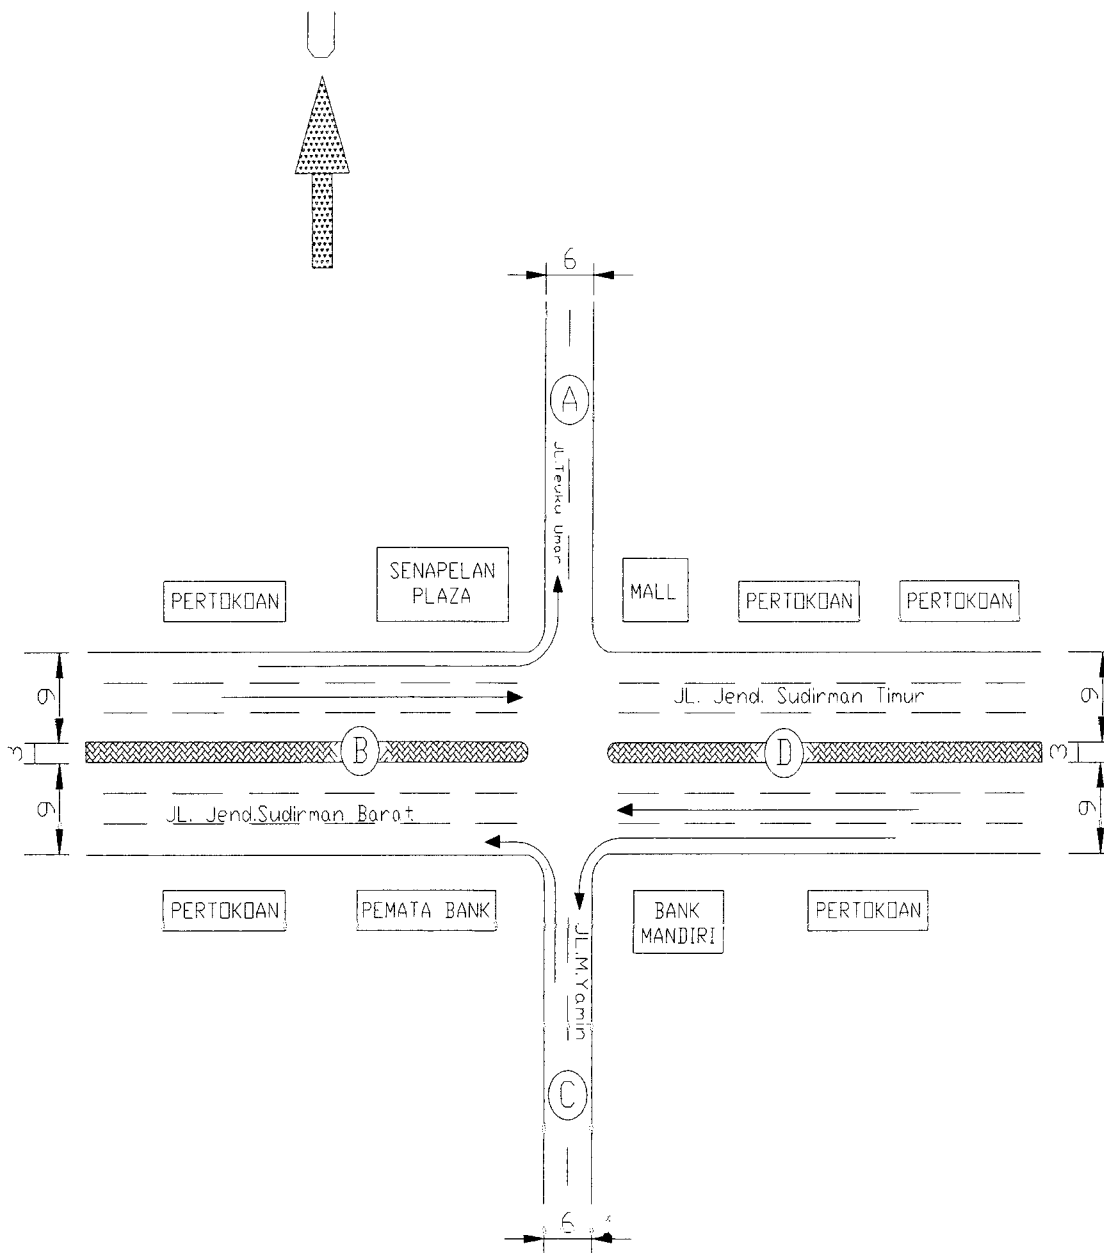 U
6
A
JL.Teuku Umar
SENAPELAN
PLAZA
MALL
PERTOKOAN
PERTOKOAN
PERTOKOAN
9
JL. Jend. Sudirman Timur
9
3
B
D
3
9
JL. Jend.Sudirman Barat
9
PERTOKOAN
PEMATA BANK
BANK
MANDIRI
PERTOKOAN
JL.M.Yamin
C
6